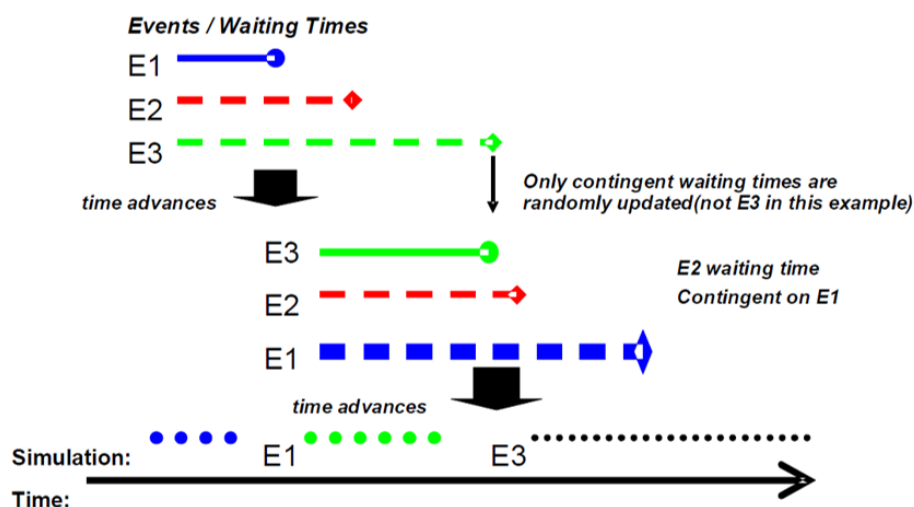 Events / Waiting Times
E1
E2
E3
time advances
Only contingent waiting times are
randomly updated(not E3 in this example)
E3
E2 waiting time
E2
Contingent on E1
E1
time advances
Simulation:
E1
E3
Time: